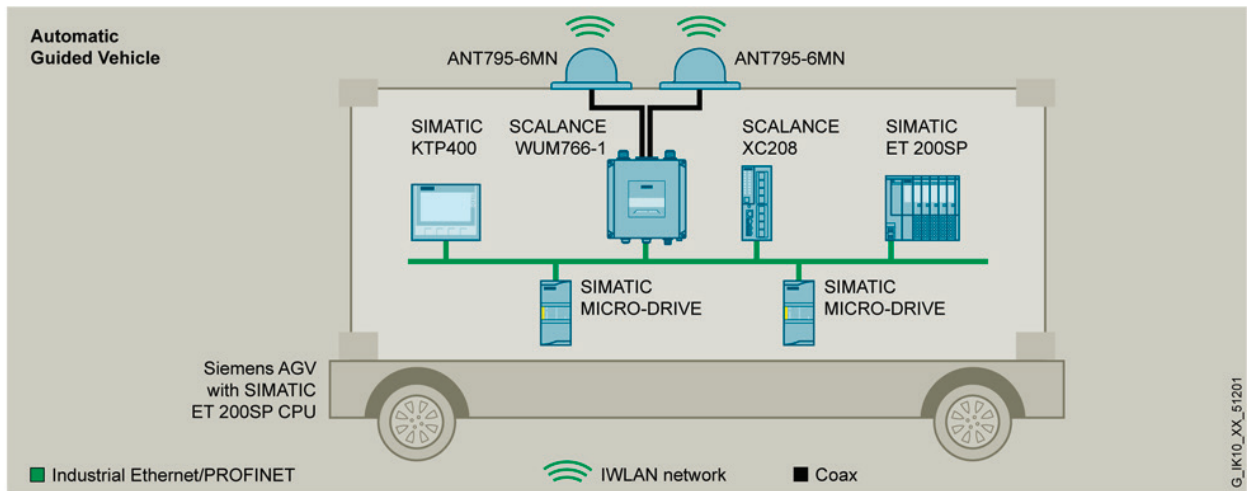 Automatic
Guided Vehicle
ANT795-6MN
ANT795-6MN
SIMATIC
KTP400
SCALANCE
WUM766-1
SCALANCE
XC208
SIMATIC
ET 200SP
SIMATIC
MICRO-DRIVE
SIMATIC
MICRO-DRIVE
Siemens AGV
with SIMATIC
ET 200SP CPU
Industrial Ethernet/PROFINET
IWLAN network
Coax
G_IK10_XX_51201